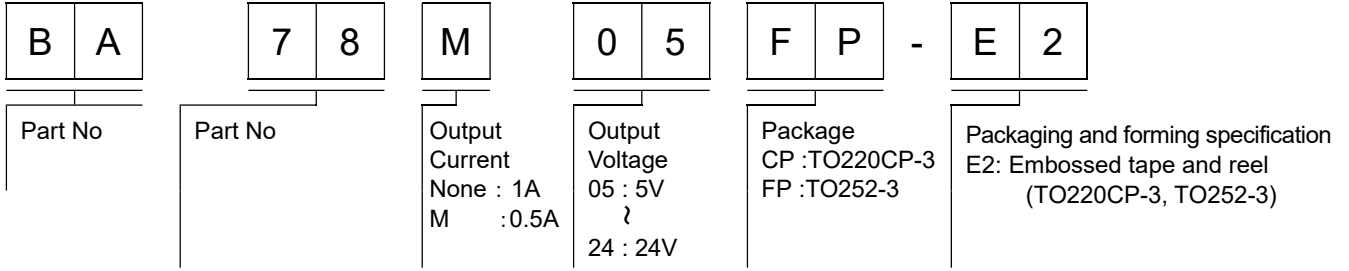 B A 7 8 M 0 5 F P - E 2
Part No
Part No
Output
Current
None : 1A
M :0.5A
Output
Voltage
05 : 5V
~
24 : 24V
Package
CP :TO220CP-3
FP :TO252-3
Packaging and forming specification
E2: Embossed tape and reel
(TO220CP-3, TO252-3)